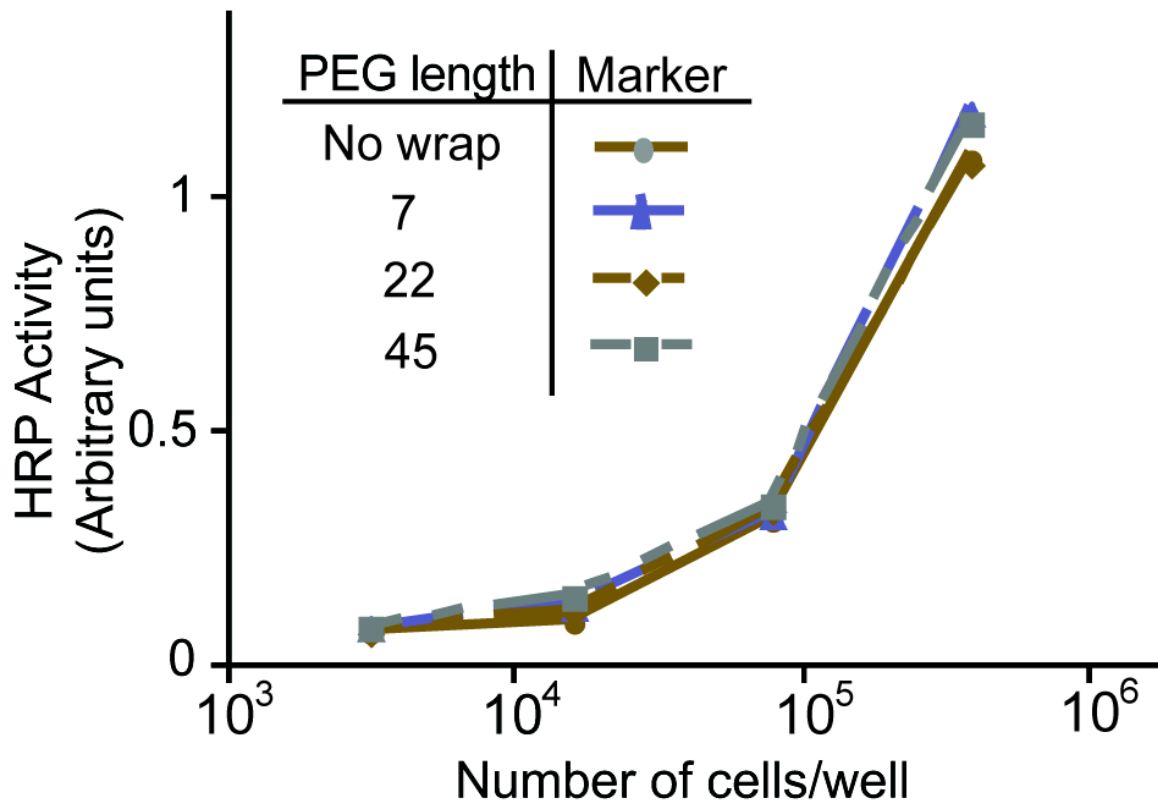 PEG length Marker
No wrap
7
22
45
HRP Activity
(Arbitrary units)
1
0.5
0
10³ 10⁴ 10⁵ 10⁶
Number of cells/well